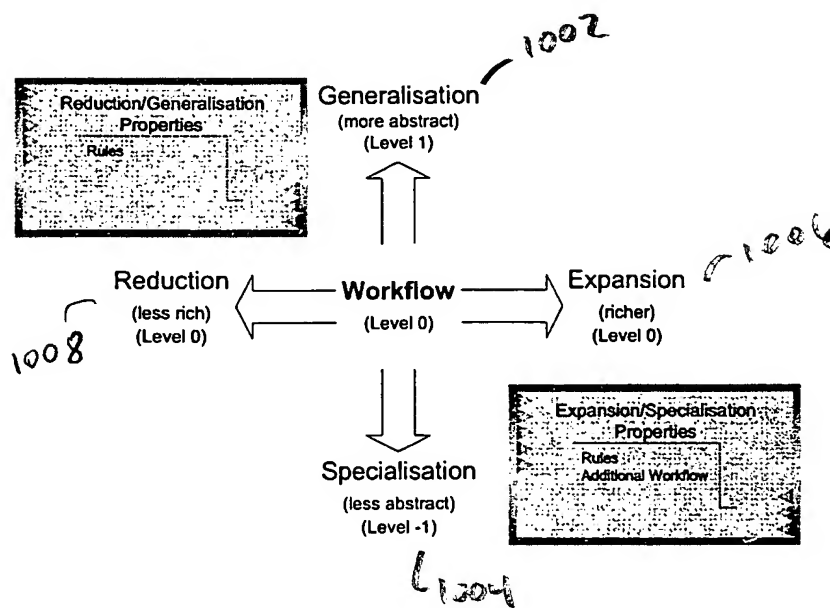 1002
Reduction/Generalisation
Properties
Rules
Generalisation
(more abstract)
(Level 1)
1006
Reduction
(less rich)
(Level 0)
1008
Workflow
(Level 0)
Expansion
(richer)
(Level 0)
Expansion/Specialisation
Properties
Rules
Additional Workflow
Specialisation
(less abstract)
(Level -1)
1004